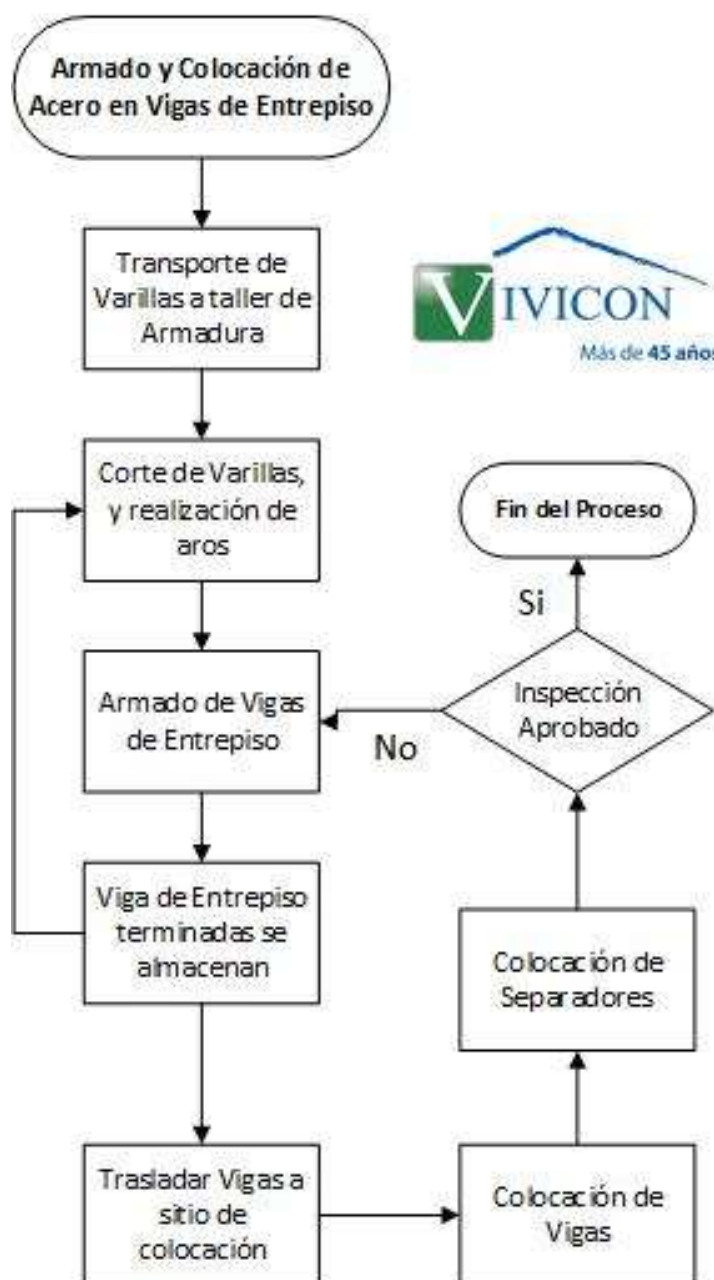 Armado y Colocación de
Acero en Vigas de Entrepiso
Transporte de
Varillas a taller de
Armadura
VIVICON
Más de 45 años
Corte de Varillas,
y realización de
aros
Fin del Proceso
Si
Armado de Vigas
de Entrepiso
No
Inspección
Aprobado
Viga de Entrepiso
terminadas se
almacenan
Colocación de
Separadores
Trasladar Vigas a
sitio de
colocación
Colocación de
Vigas